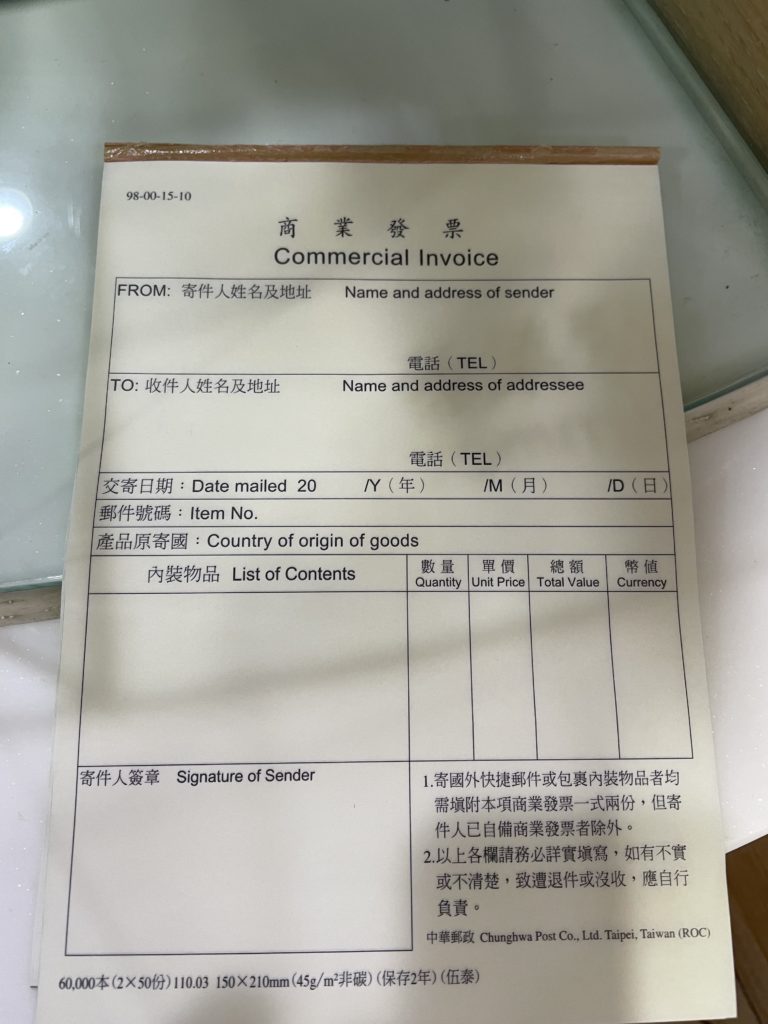 98-00-15-10
商業發票
Commercial Invoice
FROM: 寄件人姓名及地址 Name and address of sender
電話（TEL）
TO: 收件人姓名及地址 Name and address of addressee
電話（TEL）
交寄日期：Date mailed 20 /Y（年） /M（月） /D（日）
郵件號碼：Item No.
產品原寄國：Country of origin of goods
內裝物品 List of Contents
數量
Quantity
單價
Unit Price
總額
Total Value
幣值
Currency
寄件人簽章 Signature of Sender
1.寄國外快捷郵件或包裹內裝物品者均
需填附本項商業發票一式兩份，但寄
件人已自備商業發票者除外。
2.以上各欄請務必詳實填寫，如有不實
或不清楚，致遭退件或沒收，應自行
負責。
中華郵政 Chunghwa Post Co., Ltd. Taipei, Taiwan (ROC)
60,000本(2×50份)110.03 150×210mm(45g/m²非碳)(保存2年)(伍泰)